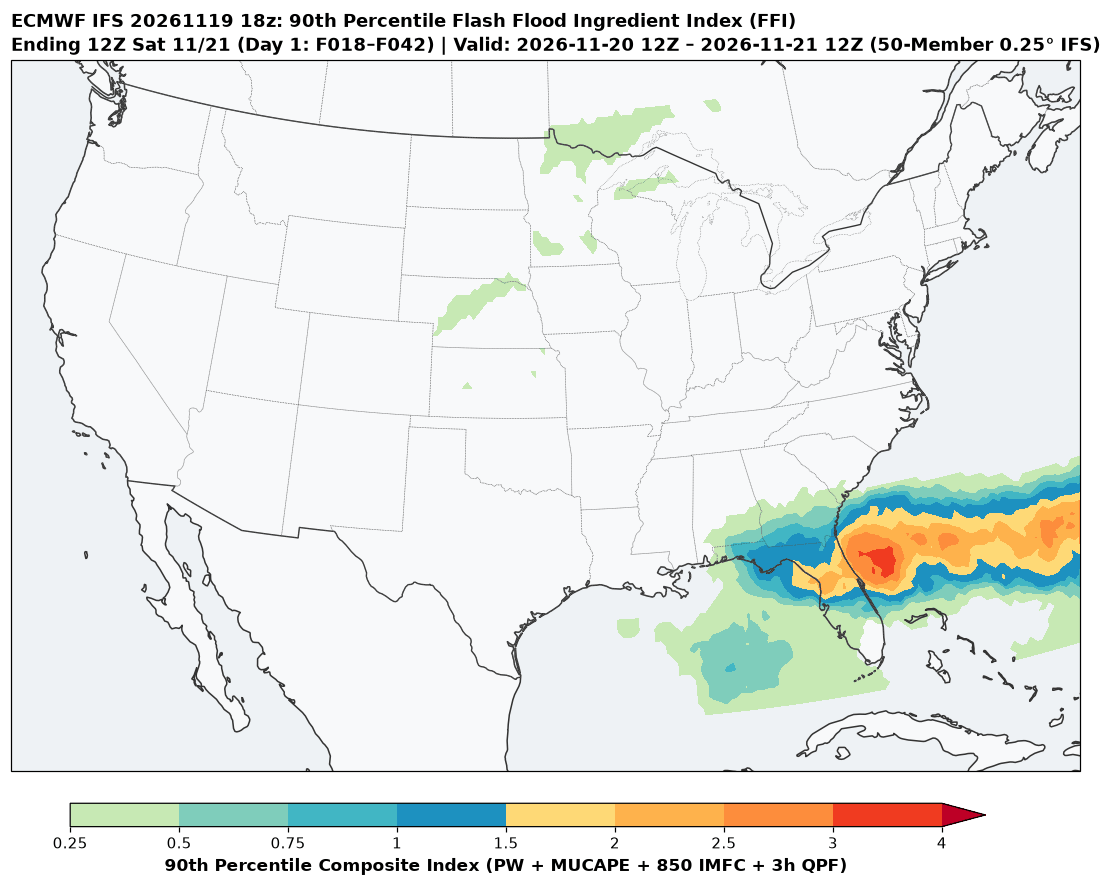 ECMWF IFS 20261119 18z: 90th Percentile Flash Flood Ingredient Index (FFI)
Ending 12Z Sat 11/21 (Day 1: F018–F042) | Valid: 2026-11-20 12Z – 2026-11-21 12Z (50-Member 0.25° IFS)
0.25 0.5 0.75 1 1.5 2 2.5 3 4
90th Percentile Composite Index (PW + MUCAPE + 850 IMFC + 3h QPF)